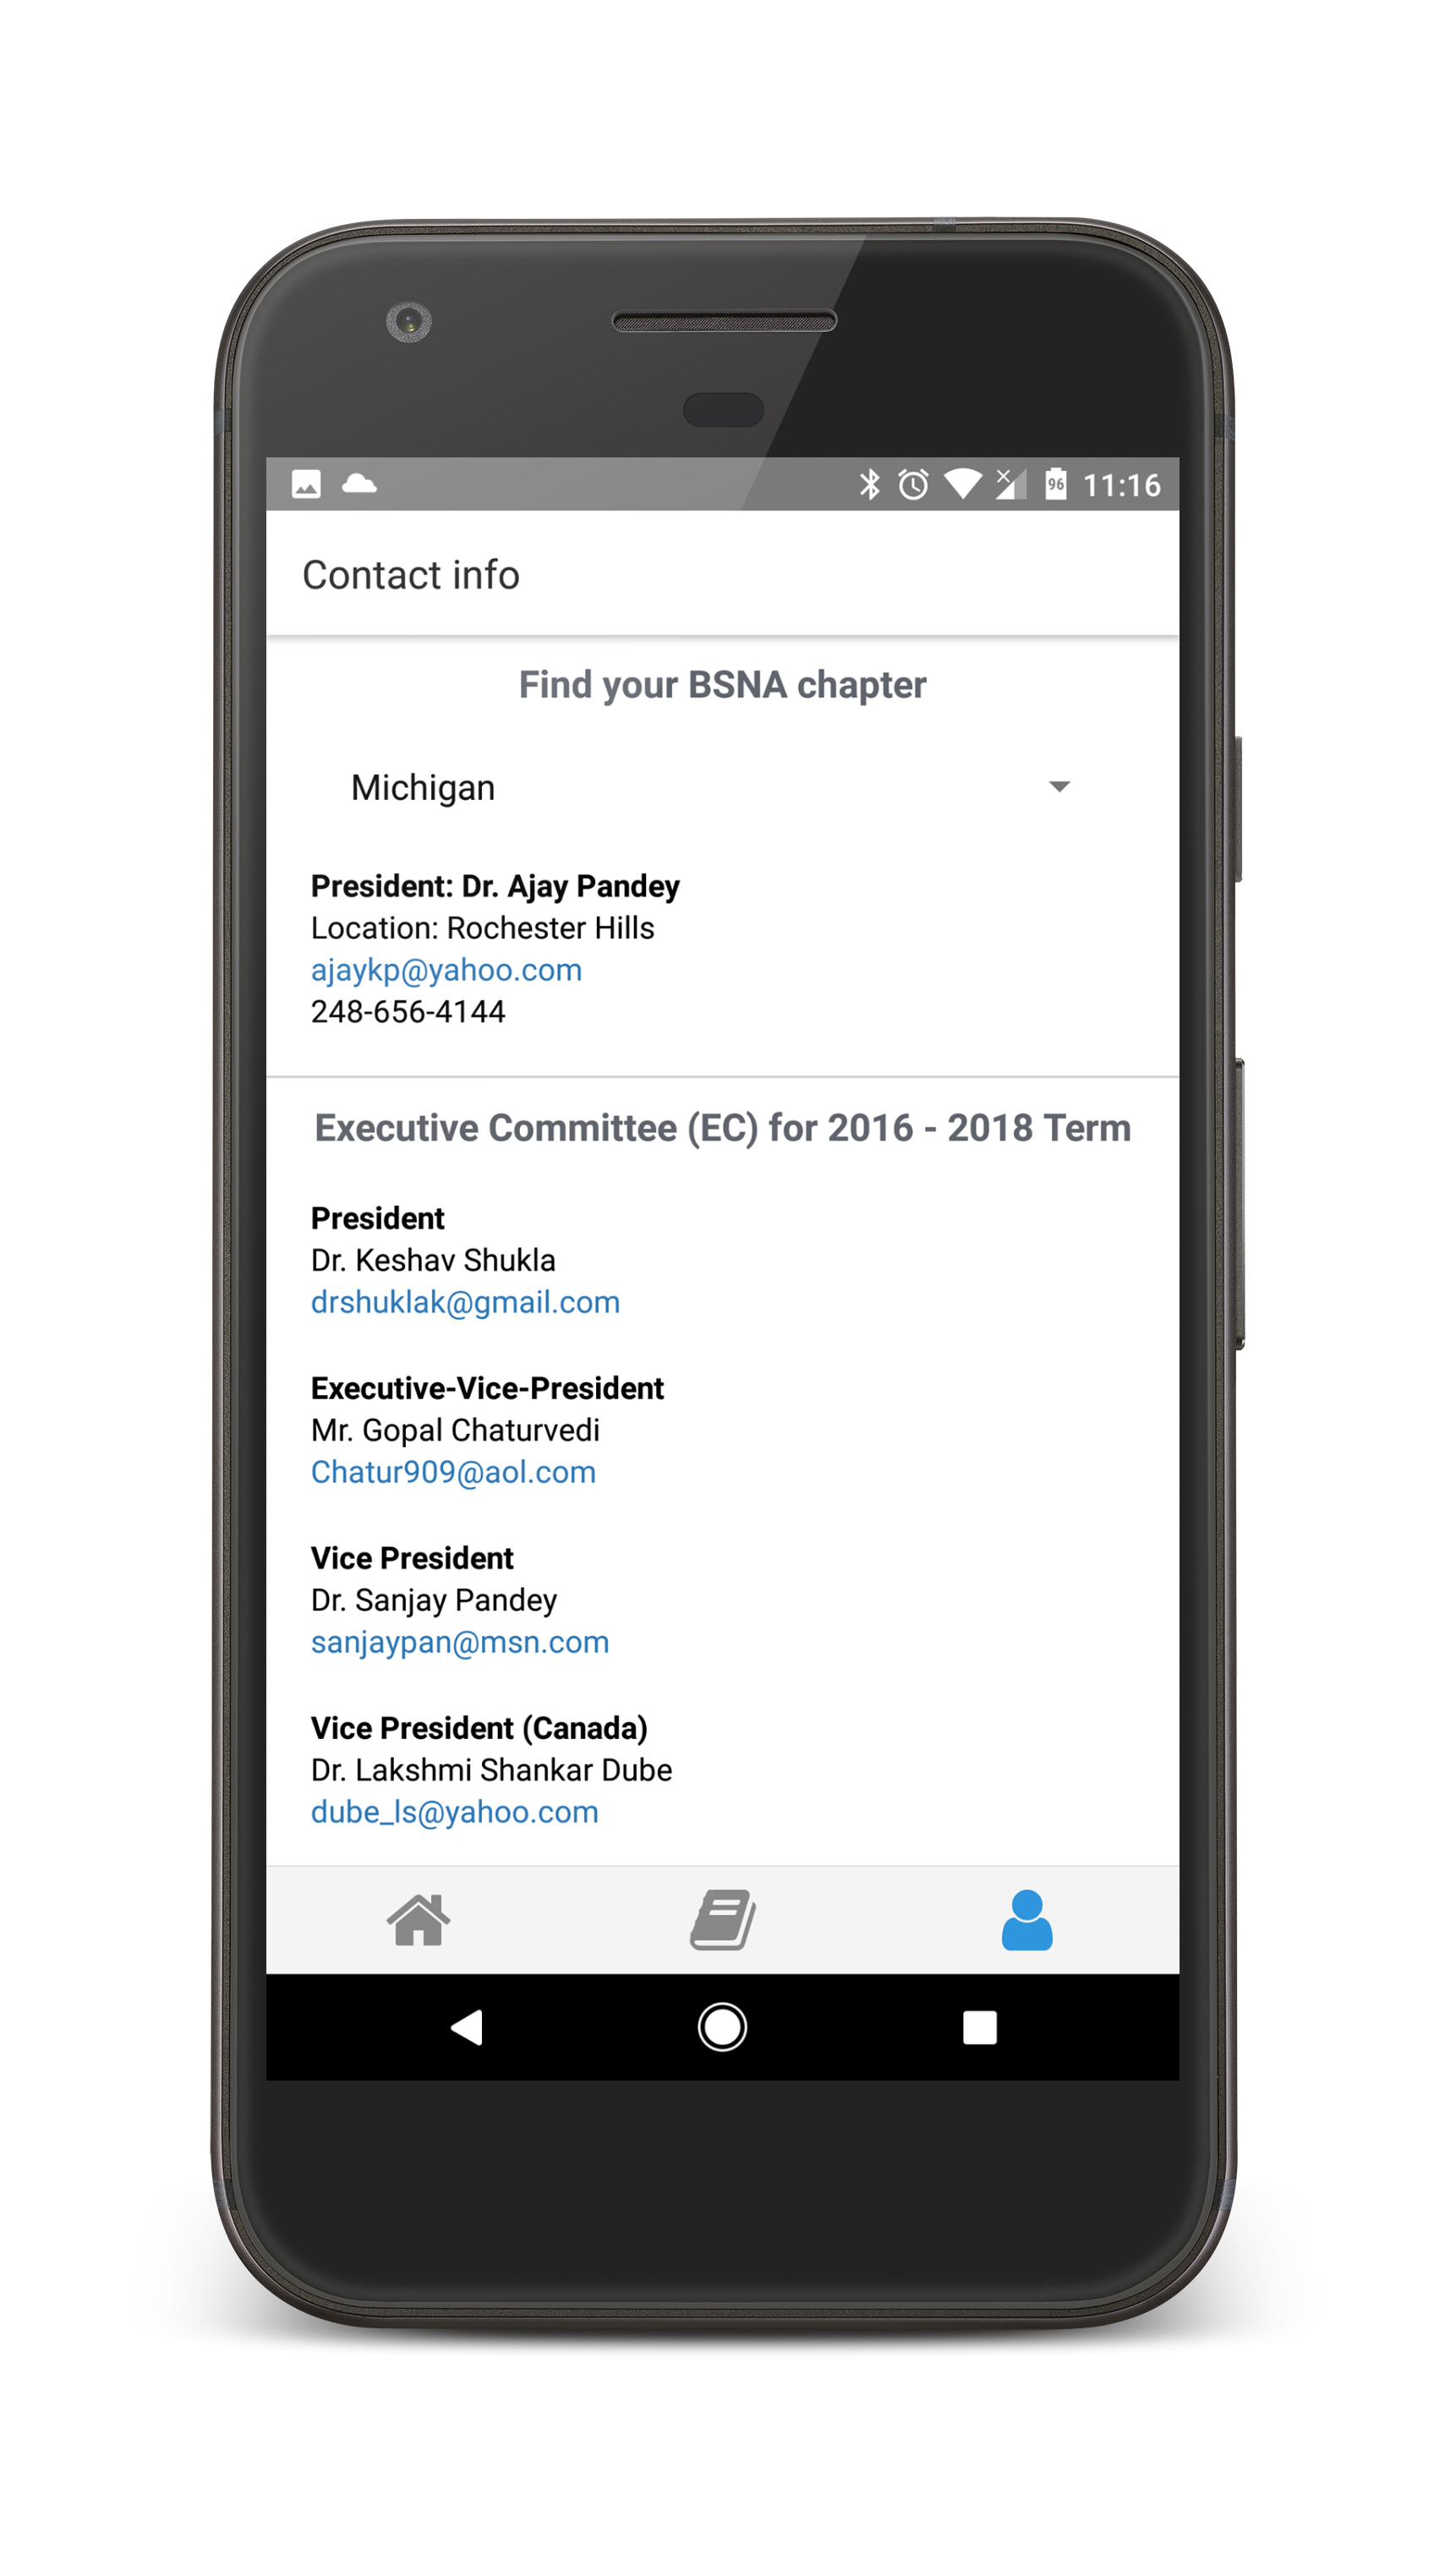 96 11:16
Contact info
Find your BSNA chapter
Michigan
President: Dr. Ajay Pandey
Location: Rochester Hills
ajaykp@yahoo.com
248-656-4144
Executive Committee (EC) for 2016 - 2018 Term
President
Dr. Keshav Shukla
drshuklak@gmail.com
Executive-Vice-President
Mr. Gopal Chaturvedi
Chatur909@aol.com
Vice President
Dr. Sanjay Pandey
sanjaypan@msn.com
Vice President (Canada)
Dr. Lakshmi Shankar Dube
dube_ls@yahoo.com